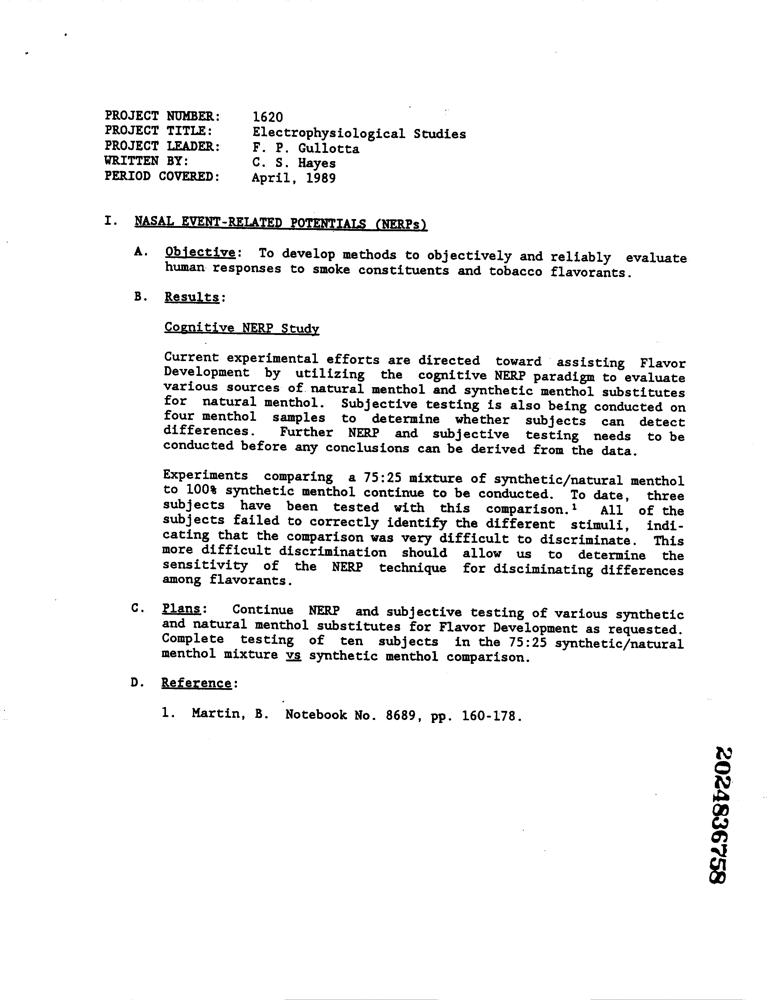 PROJECT NUMBER: 1620
PROJECT TITLE: Electrophysiological Studies
PROJECT LEADER: F. P. Gullotta
WRITTEN BY: C. S. Hayes
PERIOD COVERED: April, 1989
I. NASAL EVENT-RELATED POTENTIALS (NERPs)
A. Objective: To develop methods to objectively and reliably evaluate
human responses to smoke constituents and tobacco flavorants.
B. Results:
Cognitive NERP Study
Current experimental efforts are directed toward assisting Flavor
Development by utilizing the cognitive NERP paradigm to evaluate
various sources of natural menthol and synthetic menthol substitutes
for natural menthol. Subjective testing is also being conducted on
four menthol samples to determine whether subjects can detect
differences. Further NERP and subjective testing needs to be
conducted before any conclusions can be derived from the data.
Experiments comparing a 75:25 mixture of synthetic/natural menthol
to 100% synthetic menthol continue to be conducted. To date, three
subjects have been tested with this comparison.¹ All of the
subjects failed to correctly identify the different stimuli, indi-
cating that the comparison was very difficult to discriminate. This
more difficult discrimination should allow us to determine the
sensitivity of the NERP technique for disciminating differences
among flavorants.
C. Plans: Continue NERP and subjective testing of various synthetic
and natural menthol substitutes for Flavor Development as requested.
Complete testing of ten subjects in the 75:25 synthetic/natural
menthol mixture vs synthetic menthol comparison.
D. Reference:
1. Martin, B. Notebook No. 8689, pp. 160-178.
2024836758